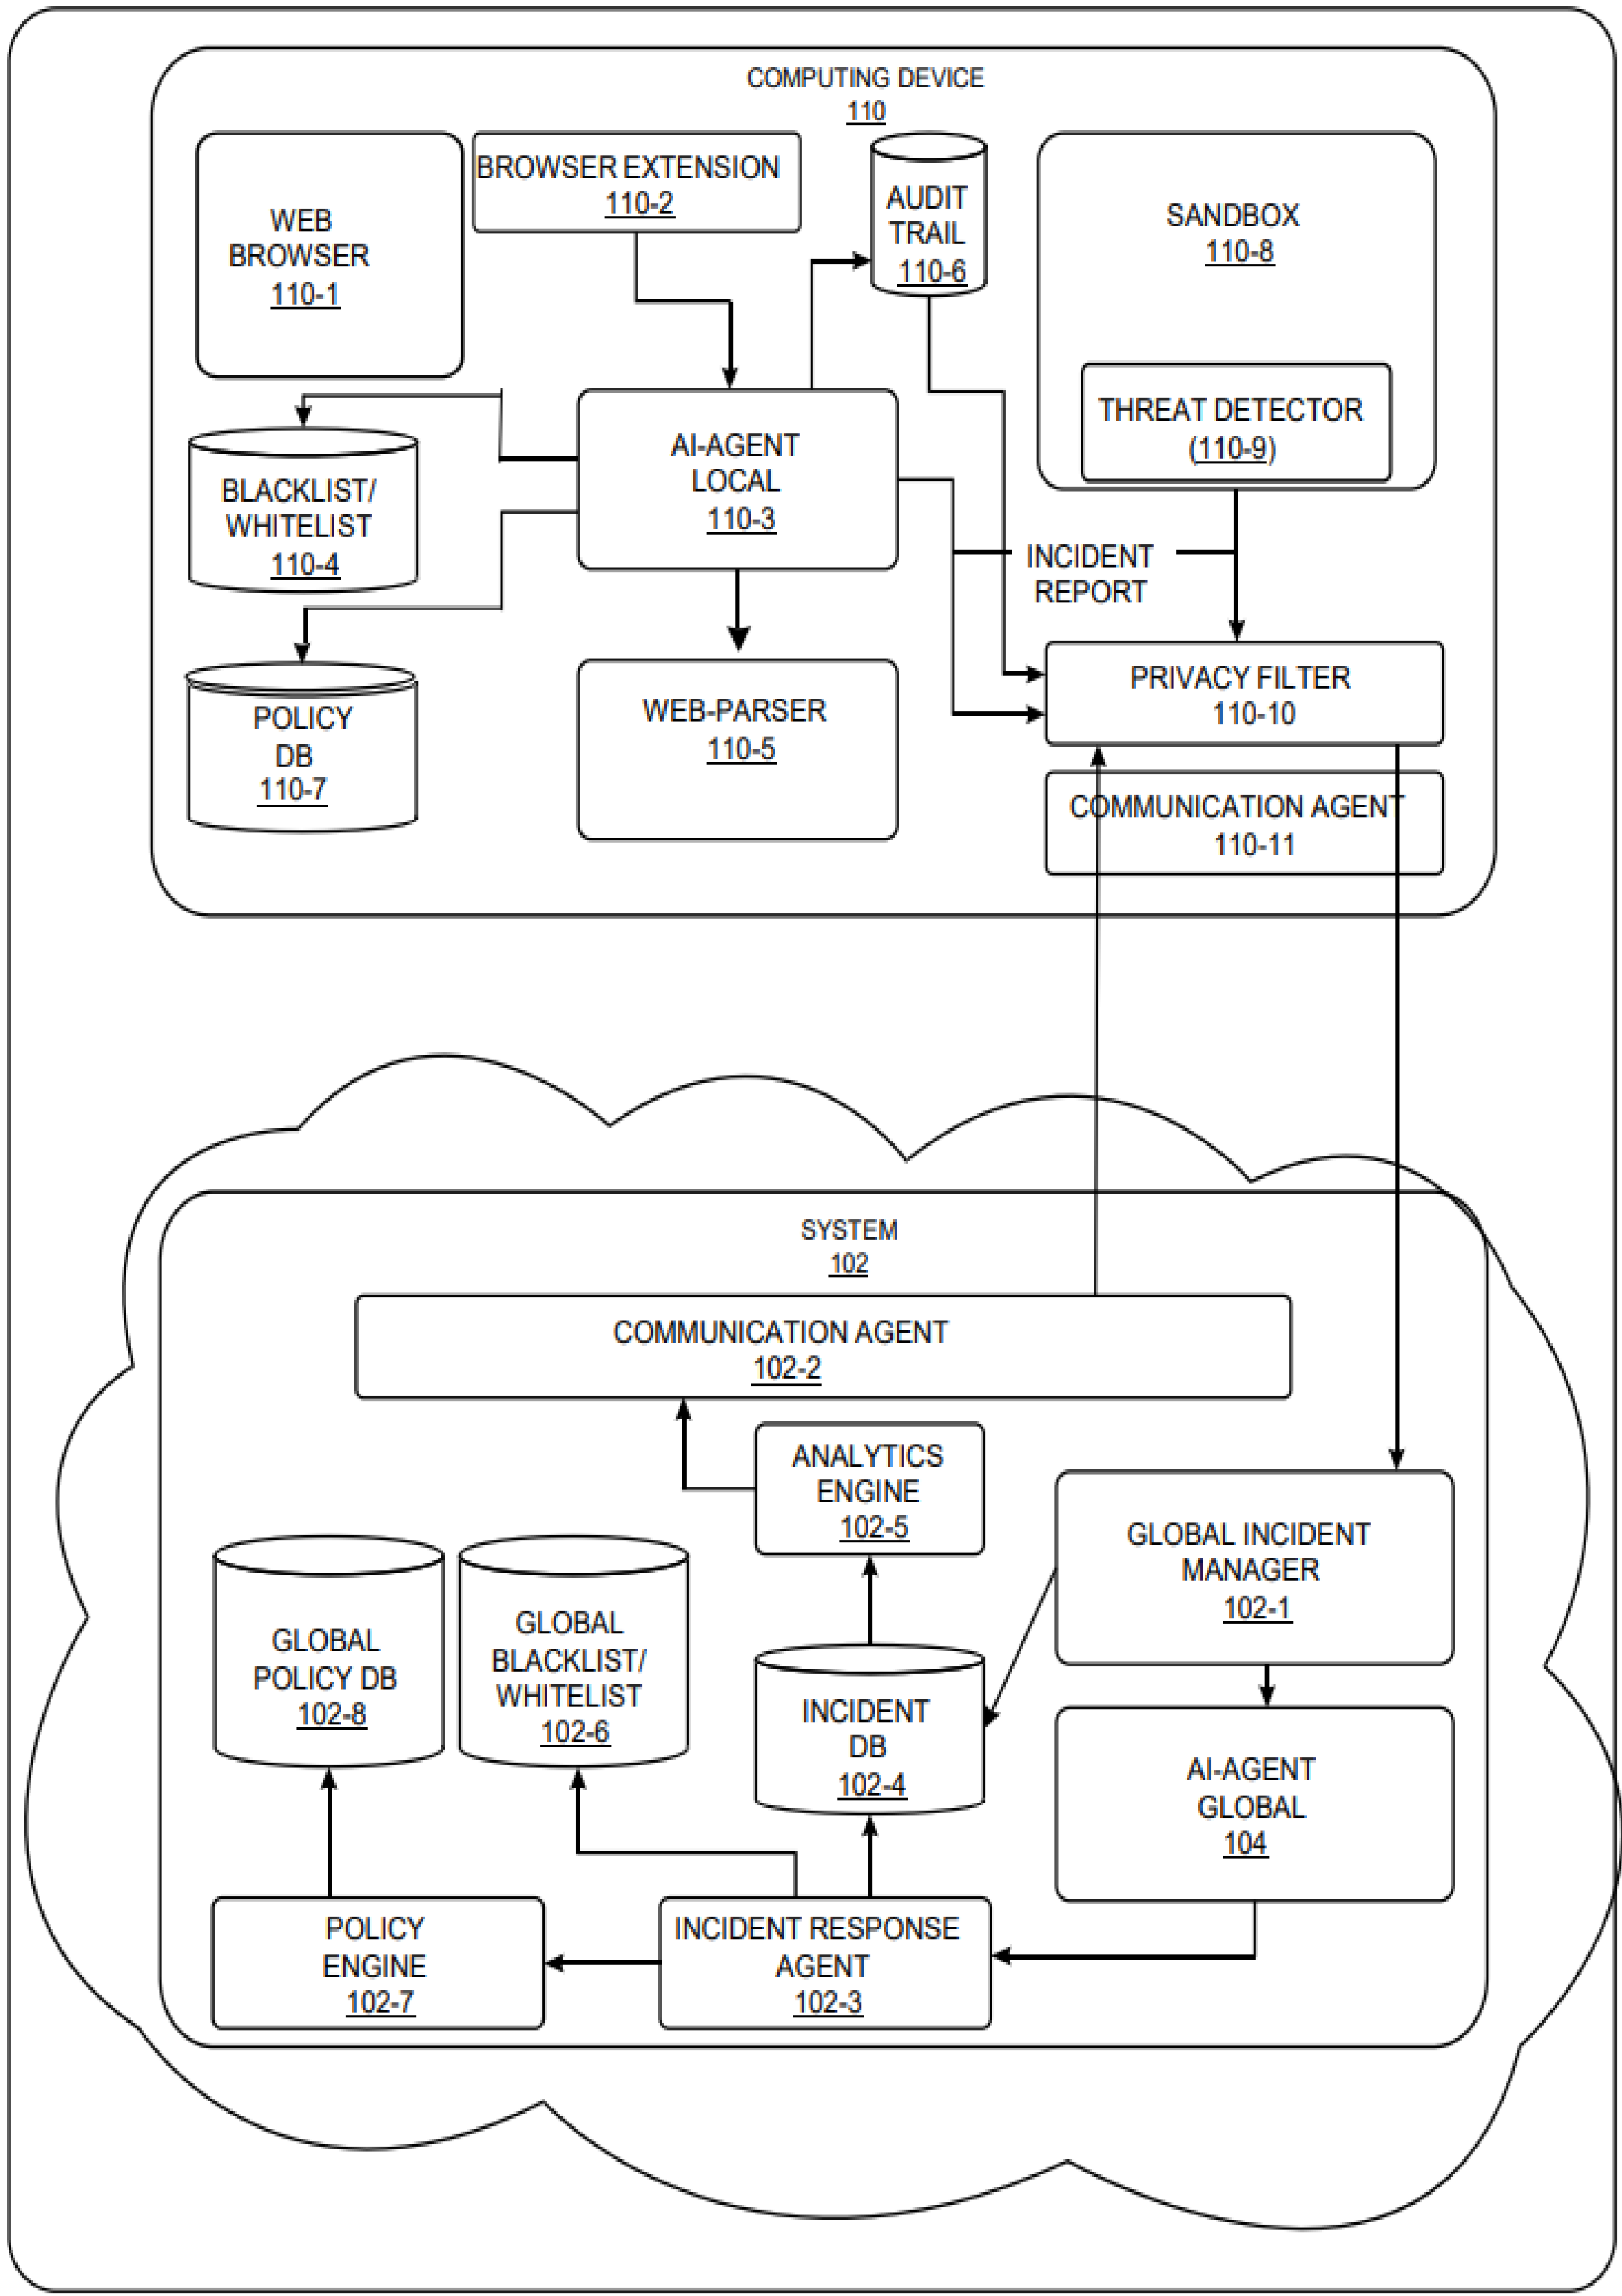 COMPUTING DEVICE
110
WEB
BROWSER
110-1
BROWSER EXTENSION
110-2
AUDIT
TRAIL
110-6
SANDBOX
110-8
THREAT DETECTOR
(110-9)
BLACKLIST/
WHITELIST
110-4
AI-AGENT
LOCAL
110-3
INCIDENT
REPORT
POLICY
DB
110-7
WEB-PARSER
110-5
PRIVACY FILTER
110-10
COMMUNICATION AGENT
110-11
SYSTEM
102
COMMUNICATION AGENT
102-2
ANALYTICS
ENGINE
102-5
GLOBAL INCIDENT
MANAGER
102-1
GLOBAL
POLICY DB
102-8
GLOBAL
BLACKLIST/
WHITELIST
102-6
INCIDENT
DB
102-4
AI-AGENT
GLOBAL
104
POLICY
ENGINE
102-7
INCIDENT RESPONSE
AGENT
102-3